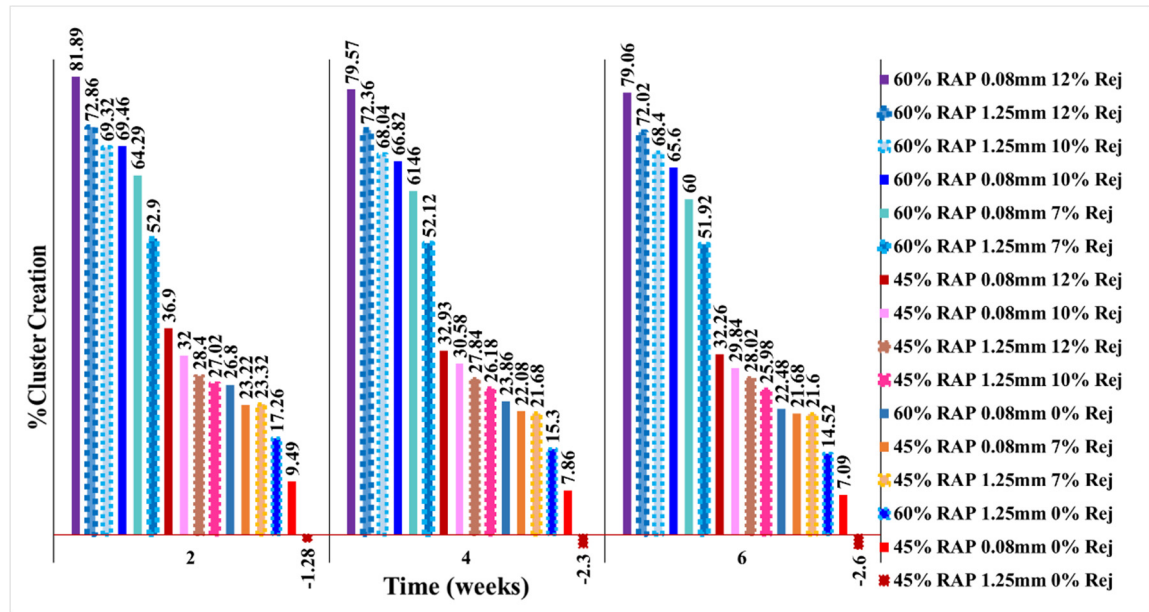 %Cluster Creation
81.89
72.86
69.32
69.46
64.29
52.9
36.9
32
28.4
27.02
26.8
23.22
23.32
17.26
9.49
-1.28
79.57
72.36
68.04
66.82
6146
52.12
32.93
30.58
27.84
26.18
23.86
22.08
21.68
15.3
7.86
-2.3
79.06
72.02
68.4
65.6
60
51.92
32.26
29.84
28.02
25.98
22.48
21.68
21.6
14.52
7.09
-2.6
2
4
6
Time (weeks)
60% RAP 0.08mm 12% Rej
60% RAP 1.25mm 12% Rej
60% RAP 1.25mm 10% Rej
60% RAP 0.08mm 10% Rej
60% RAP 0.08mm 7% Rej
60% RAP 1.25mm 7% Rej
45% RAP 0.08mm 12% Rej
45% RAP 0.08mm 10% Rej
45% RAP 1.25mm 12% Rej
45% RAP 1.25mm 10% Rej
60% RAP 0.08mm 0% Rej
45% RAP 0.08mm 7% Rej
45% RAP 1.25mm 7% Rej
60% RAP 1.25mm 0% Rej
45% RAP 0.08mm 0% Rej
45% RAP 1.25mm 0% Rej